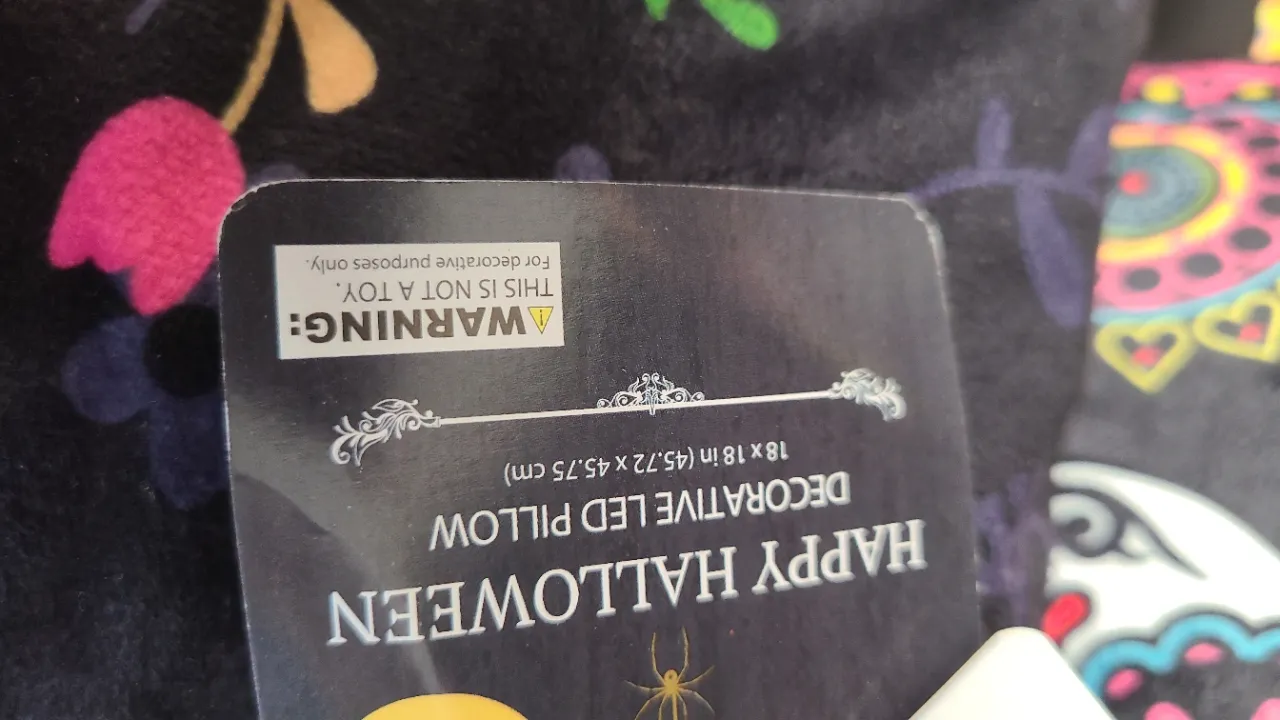 HAPPY HALLOWEEN
DECORATIVE LED PILLOW
18 x 18 in (45.72 x 45.75 cm)
WARNING:
THIS IS NOT A TOY.
For decorative purposes only.